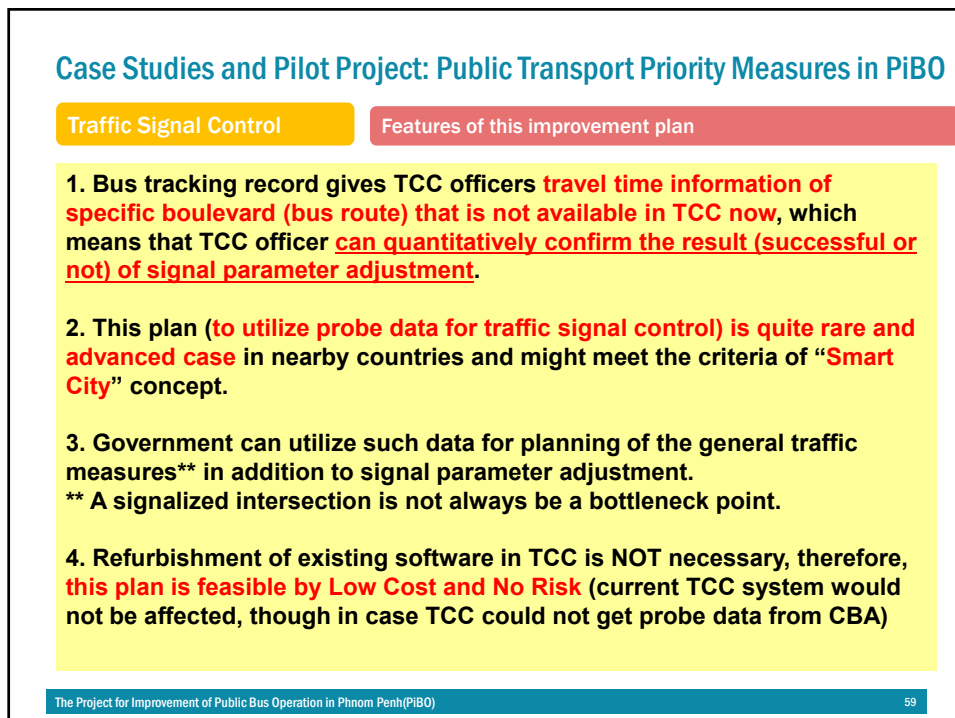 Case Studies and Pilot Project: Public Transport Priority Measures in PiBO
Traffic Signal Control
Features of this improvement plan
1. Bus tracking record gives TCC officers travel time information of
specific boulevard (bus route) that is not available in TCC now, which
means that TCC officer can quantitatively confirm the result (successful or
not) of signal parameter adjustment.
2. This plan (to utilize probe data for traffic signal control) is quite rare and
advanced case in nearby countries and might meet the criteria of “Smart
City” concept.
3. Government can utilize such data for planning of the general traffic
measures** in addition to signal parameter adjustment.
** A signalized intersection is not always be a bottleneck point.
4. Refurbishment of existing software in TCC is NOT necessary, therefore,
this plan is feasible by Low Cost and No Risk (current TCC system would
not be affected, though in case TCC could not get probe data from CBA)
The Project for Improvement of Public Bus Operation in Phnom Penh(PiBO)
59